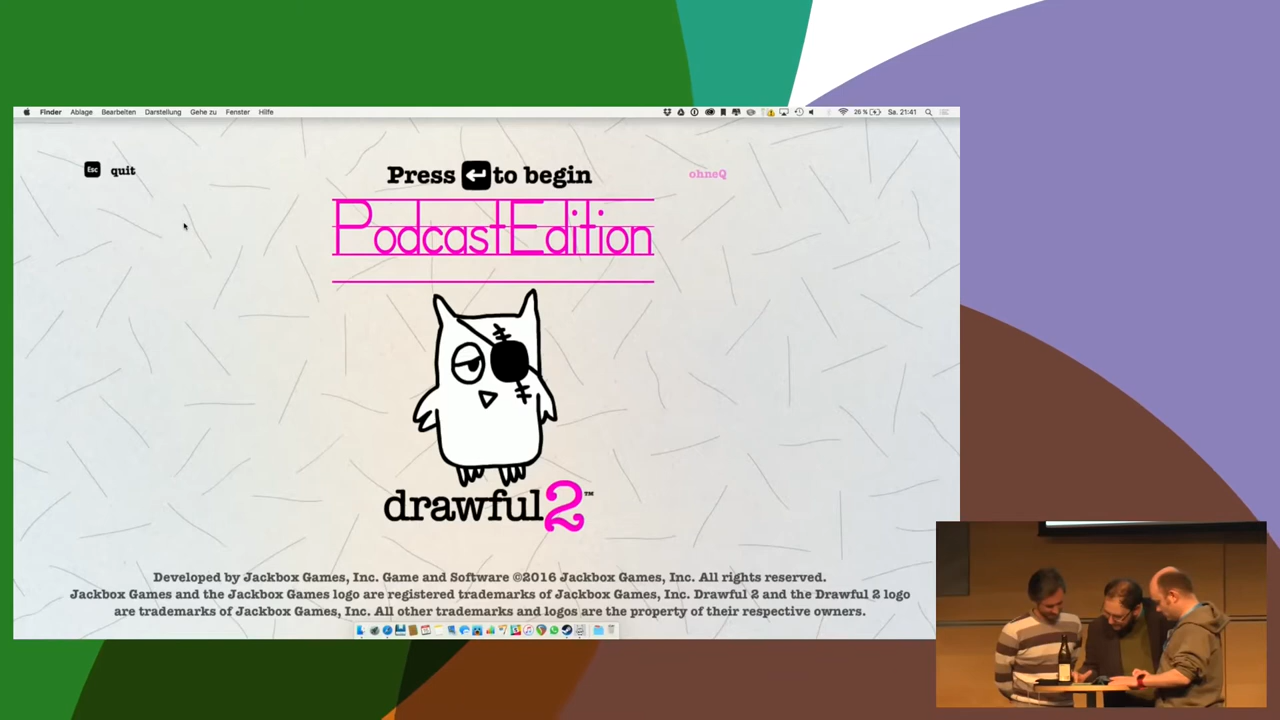 Finder Ablage Bearbeiten Darstellung Gehe zu Fenster Hilfe 26 % Sa. 21:41
Esc quit
Press to begin
ohneQ
PodcastEdition
drawful 2™
Developed by Jackbox Games, Inc. Game and Software ©2016 Jackbox Games, Inc. All rights reserved.
Jackbox Games and the Jackbox Games logo are registered trademarks of Jackbox Games, Inc. Drawful 2 and the Drawful 2 logo
are trademarks of Jackbox Games, Inc. All other trademarks and logos are the property of their respective owners.